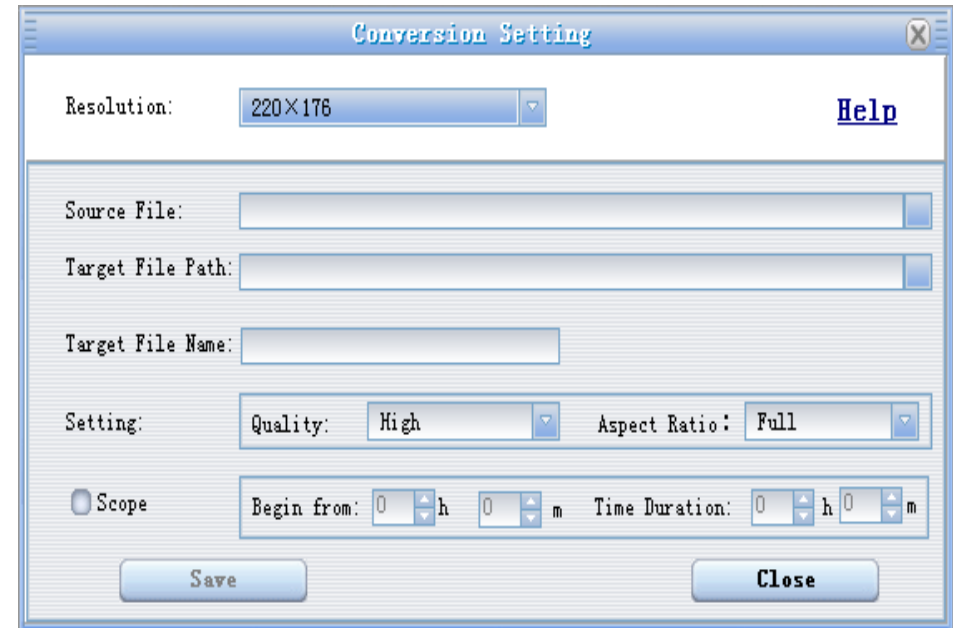 Conversion Setting
Resolution: 220×176 Help
Source File:
Target File Path:
Target File Name:
Setting: Quality: High Aspect Ratio: Full
Scope Begin from: 0 h 0 m Time Duration: 0 h 0 m
Save Close